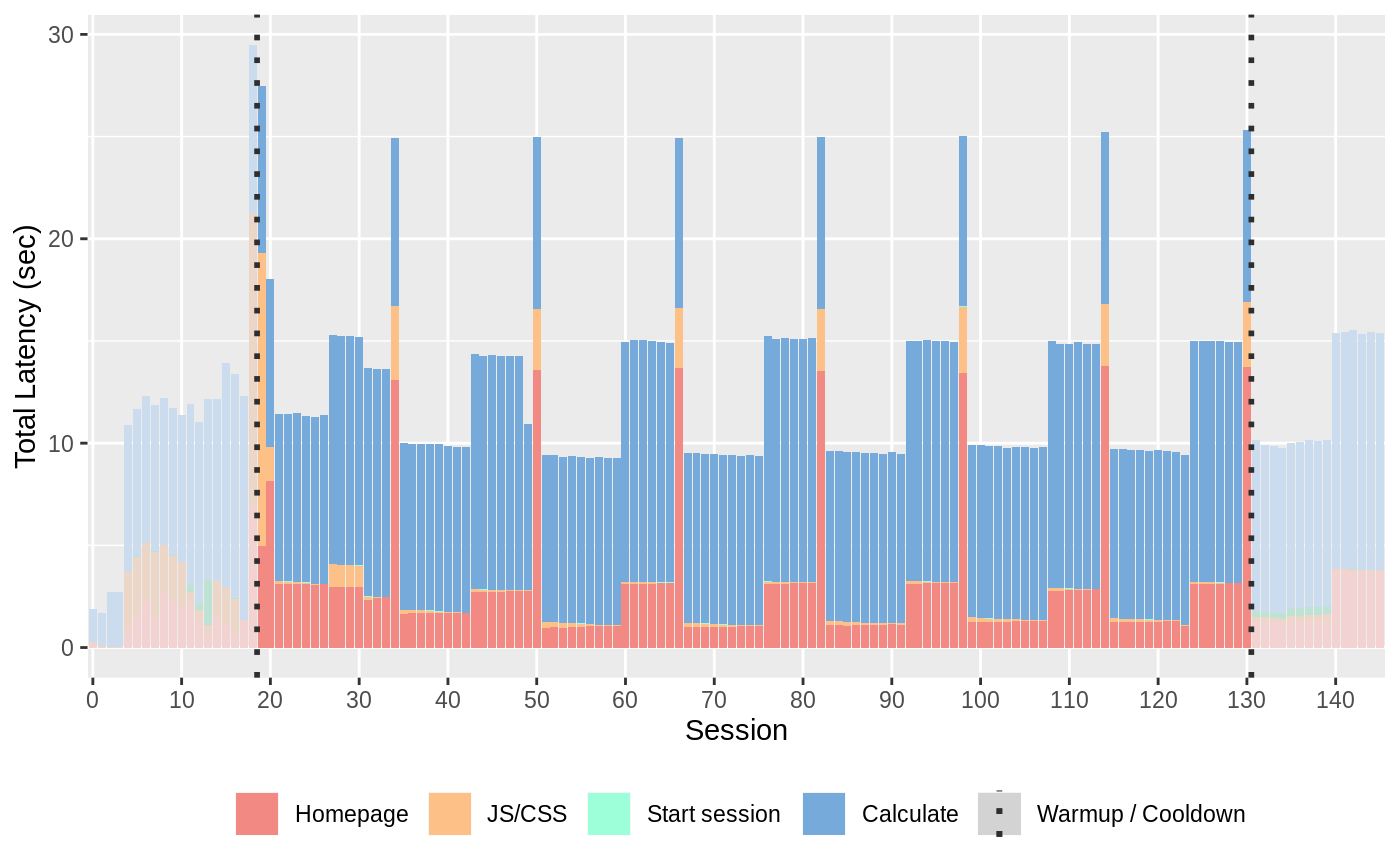 30
20
10
0
Total Latency (sec)
0 10 20 30 40 50 60 70 80 90 100 110 120 130 140
Session
Homepage JS/CSS Start session Calculate Warmup / Cooldown